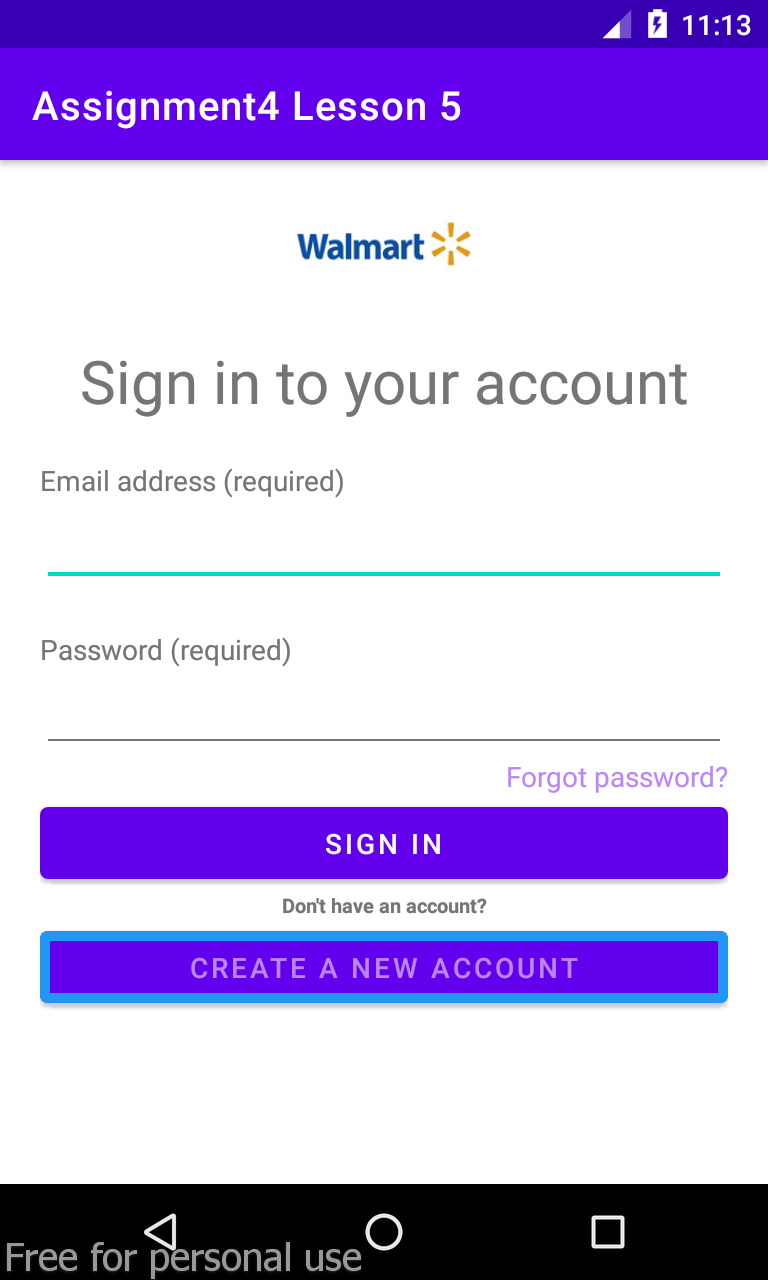 11:13
Assignment4 Lesson 5
Walmart
Sign in to your account
Email address (required)
Password (required)
Forgot password?
SIGN IN
Don't have an account?
CREATE A NEW ACCOUNT
Free for personal use